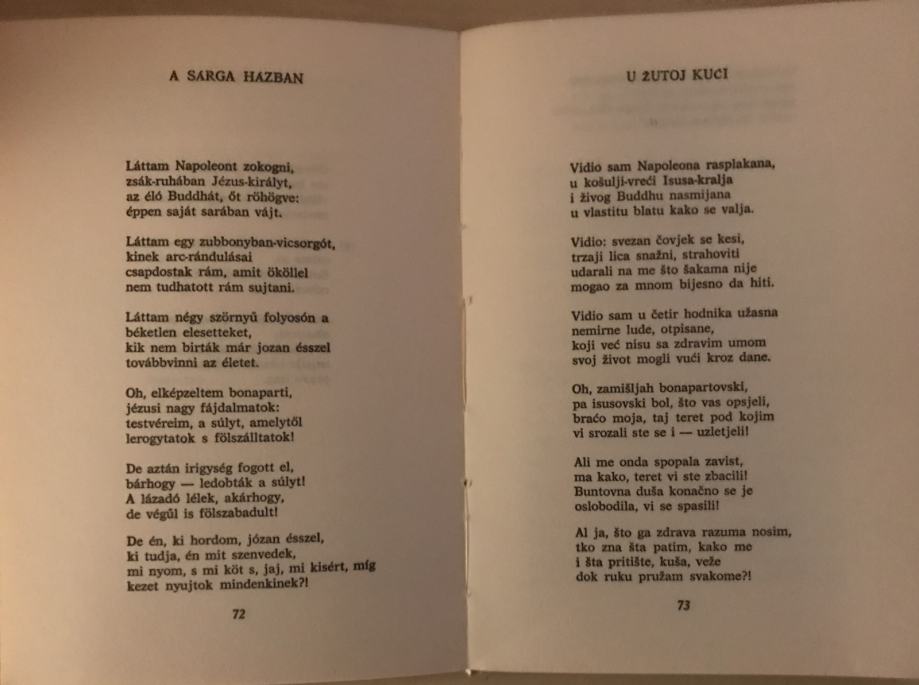 A SÁRGA HÁZBAN
Láttam Napoleont zokogni,
zsák-ruhában Jézus-királyt,
az élő Buddhát, őt röhögve:
éppen saját sarában vájt.
Láttam egy zubbonyban-vicsorgót,
kinek arc-rándulásai
csapdostak rám, amit ököllel
nem tudhatott rám sujtani.
Láttam négy szörnyű folyosón a
béketlen elesetteket,
kik nem birták már jozan ésszel
továbbvinni az életet.
Oh, elképzeltem bonaparti,
jézusi nagy fájdalmatok:
testvéreim, a súlyt, amelytől
lerogytatok s fölszálltatok!
De aztán irigység fogott el,
bárhogy — ledobták a súlyt!
A lázadó lélek, akárhogy,
de végűl is fölszabadult!
De én, ki hordom, józan ésszel,
ki tudja, én mit szenvedek,
mi nyom, s mi köt s, jaj, mi kisért, míg
kezet nyujtok mindenkinek?!
72
U ŽUTOJ KUĆI
Vidio sam Napoleona rasplakana,
u košulji-vreći Isusa-kralja
i živog Buddhu nasmijana
u vlastitu blatu kako se valja.
Vidio: svezan čovjek se kesi,
trzaji lica snažni, strahoviti
udarali na me što šakama nije
mogao za mnom bijesno da hiti.
Vidio sam u četir hodnika užasna
nemirne lude, otpisane,
koji već nisu sa zdravim umom
svoj život mogli vući kroz dane.
Oh, zamišljah bonapartovski,
pa isusovski bol, što vas opsjeli,
braćo moja, taj teret pod kojim
vi srozali ste se i — uzletjeli!
Ali me onda spopala zavist,
ma kako, teret vi ste zbacili!
Buntovna duša konačno se je
oslobodila, vi se spasili!
Al ja, što ga zdrava razuma nosim,
tko zna šta patim, kako me
i šta pritište, kuša, veže
dok ruku pružam svakome?!
73